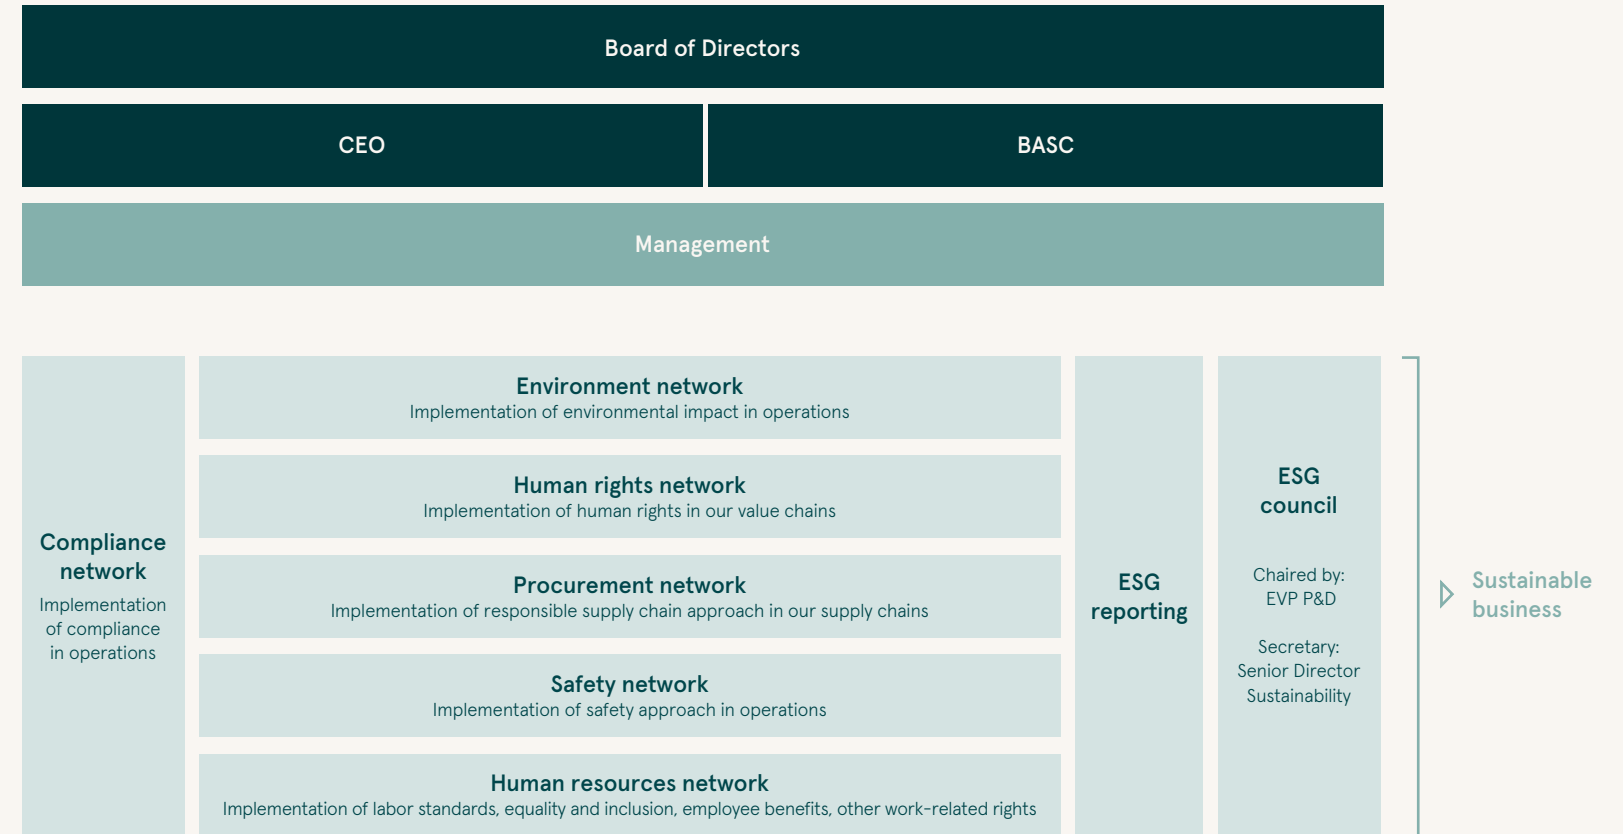 Board of Directors
CEO
BASC
Management
Compliance
network
Implementation
of compliance
in operations
Environment network
Implementation of environmental impact in operations
Human rights network
Implementation of human rights in our value chains
Procurement network
Implementation of responsible supply chain approach in our supply chains
Safety network
Implementation of safety approach in operations
Human resources network
Implementation of labor standards, equality and inclusion, employee benefits, other work-related rights
ESG
reporting
ESG
council
Chaired by:
EVP P&D
Secretary:
Senior Director
Sustainability
Sustainable
business